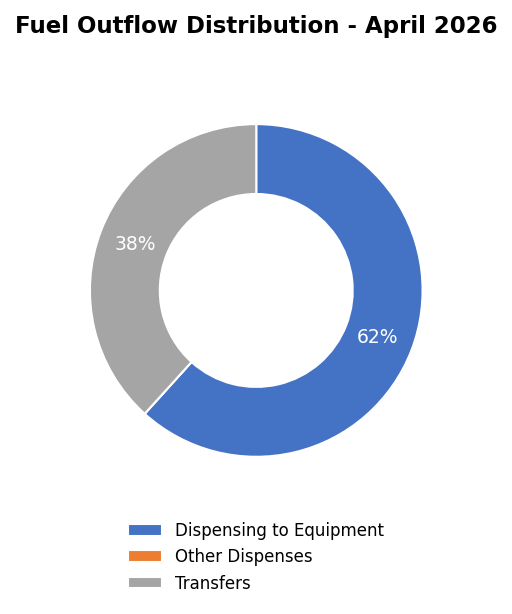 Fuel Outflow Distribution - April 2026
38%
62%
Dispensing to Equipment
Other Dispenses
Transfers